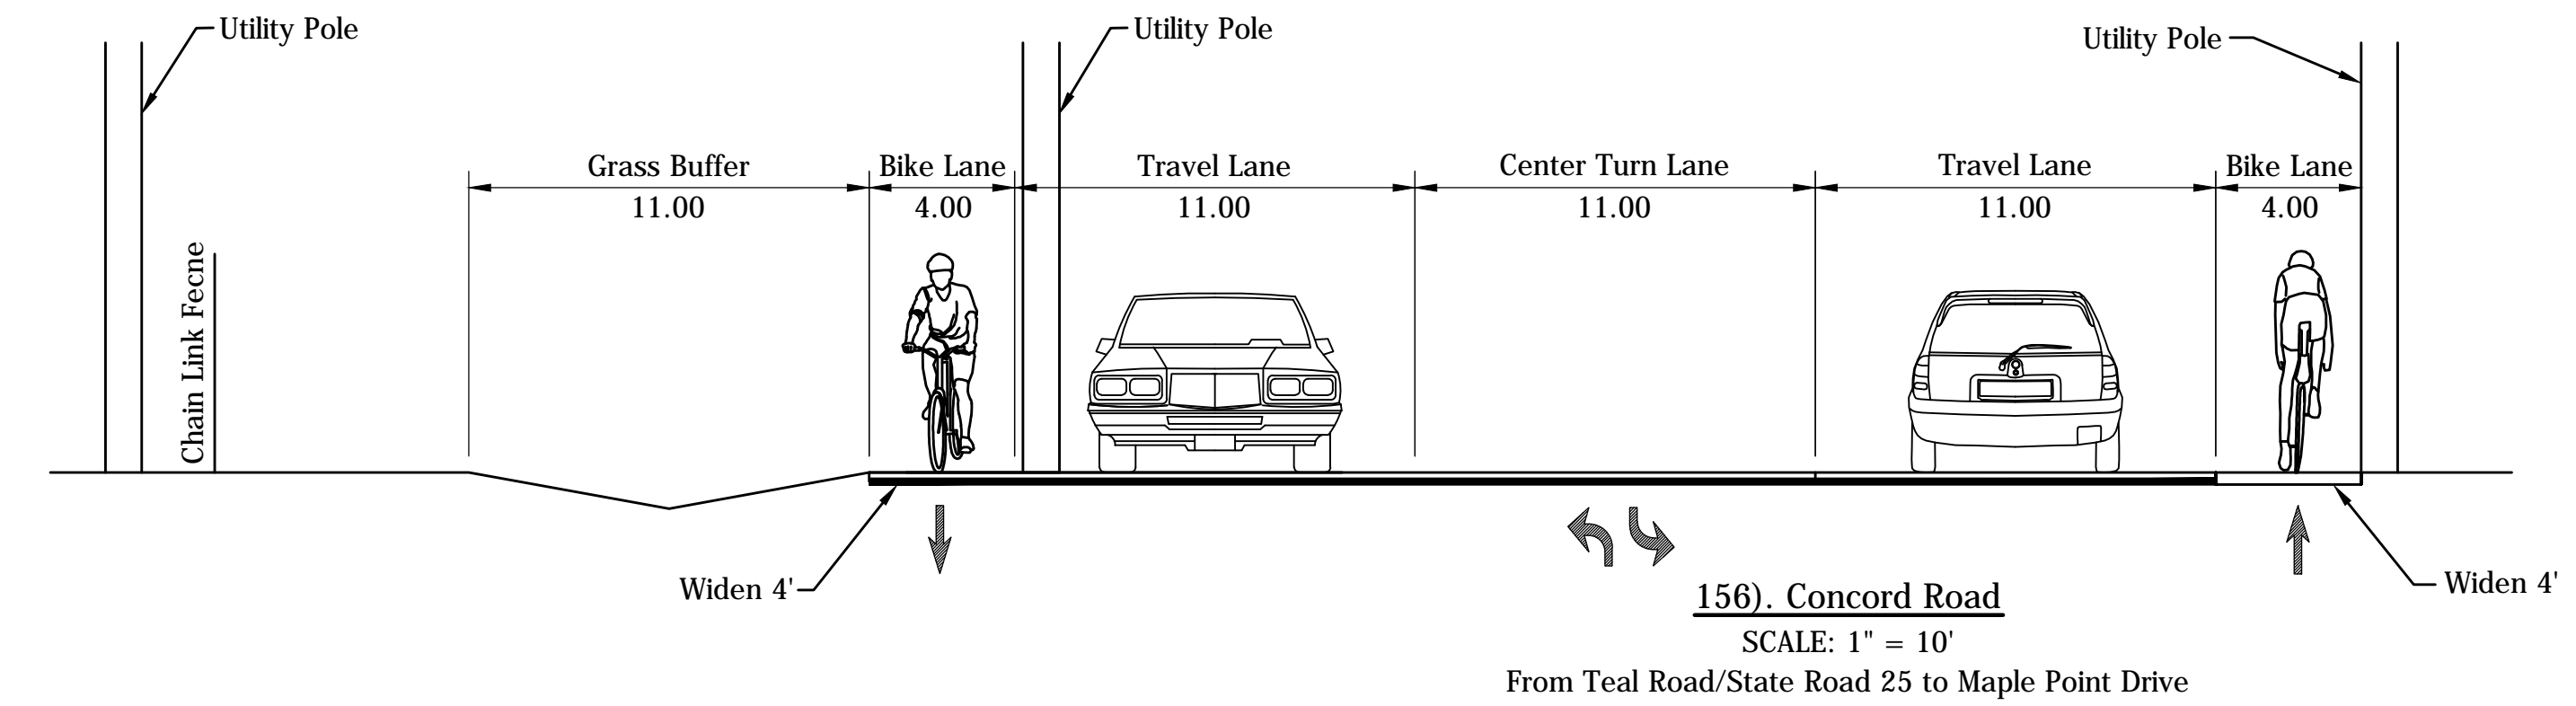 Utility Pole
Utility Pole
Utility Pole
Grass Buffer
11.00
Bike Lane
4.00
Travel Lane
11.00
Center Turn Lane
11.00
Travel Lane
11.00
Bike Lane
4.00
Chain Link Fecne
Widen 4'
Widen 4'
156). Concord Road
SCALE: 1" = 10'
From Teal Road/State Road 25 to Maple Point Drive